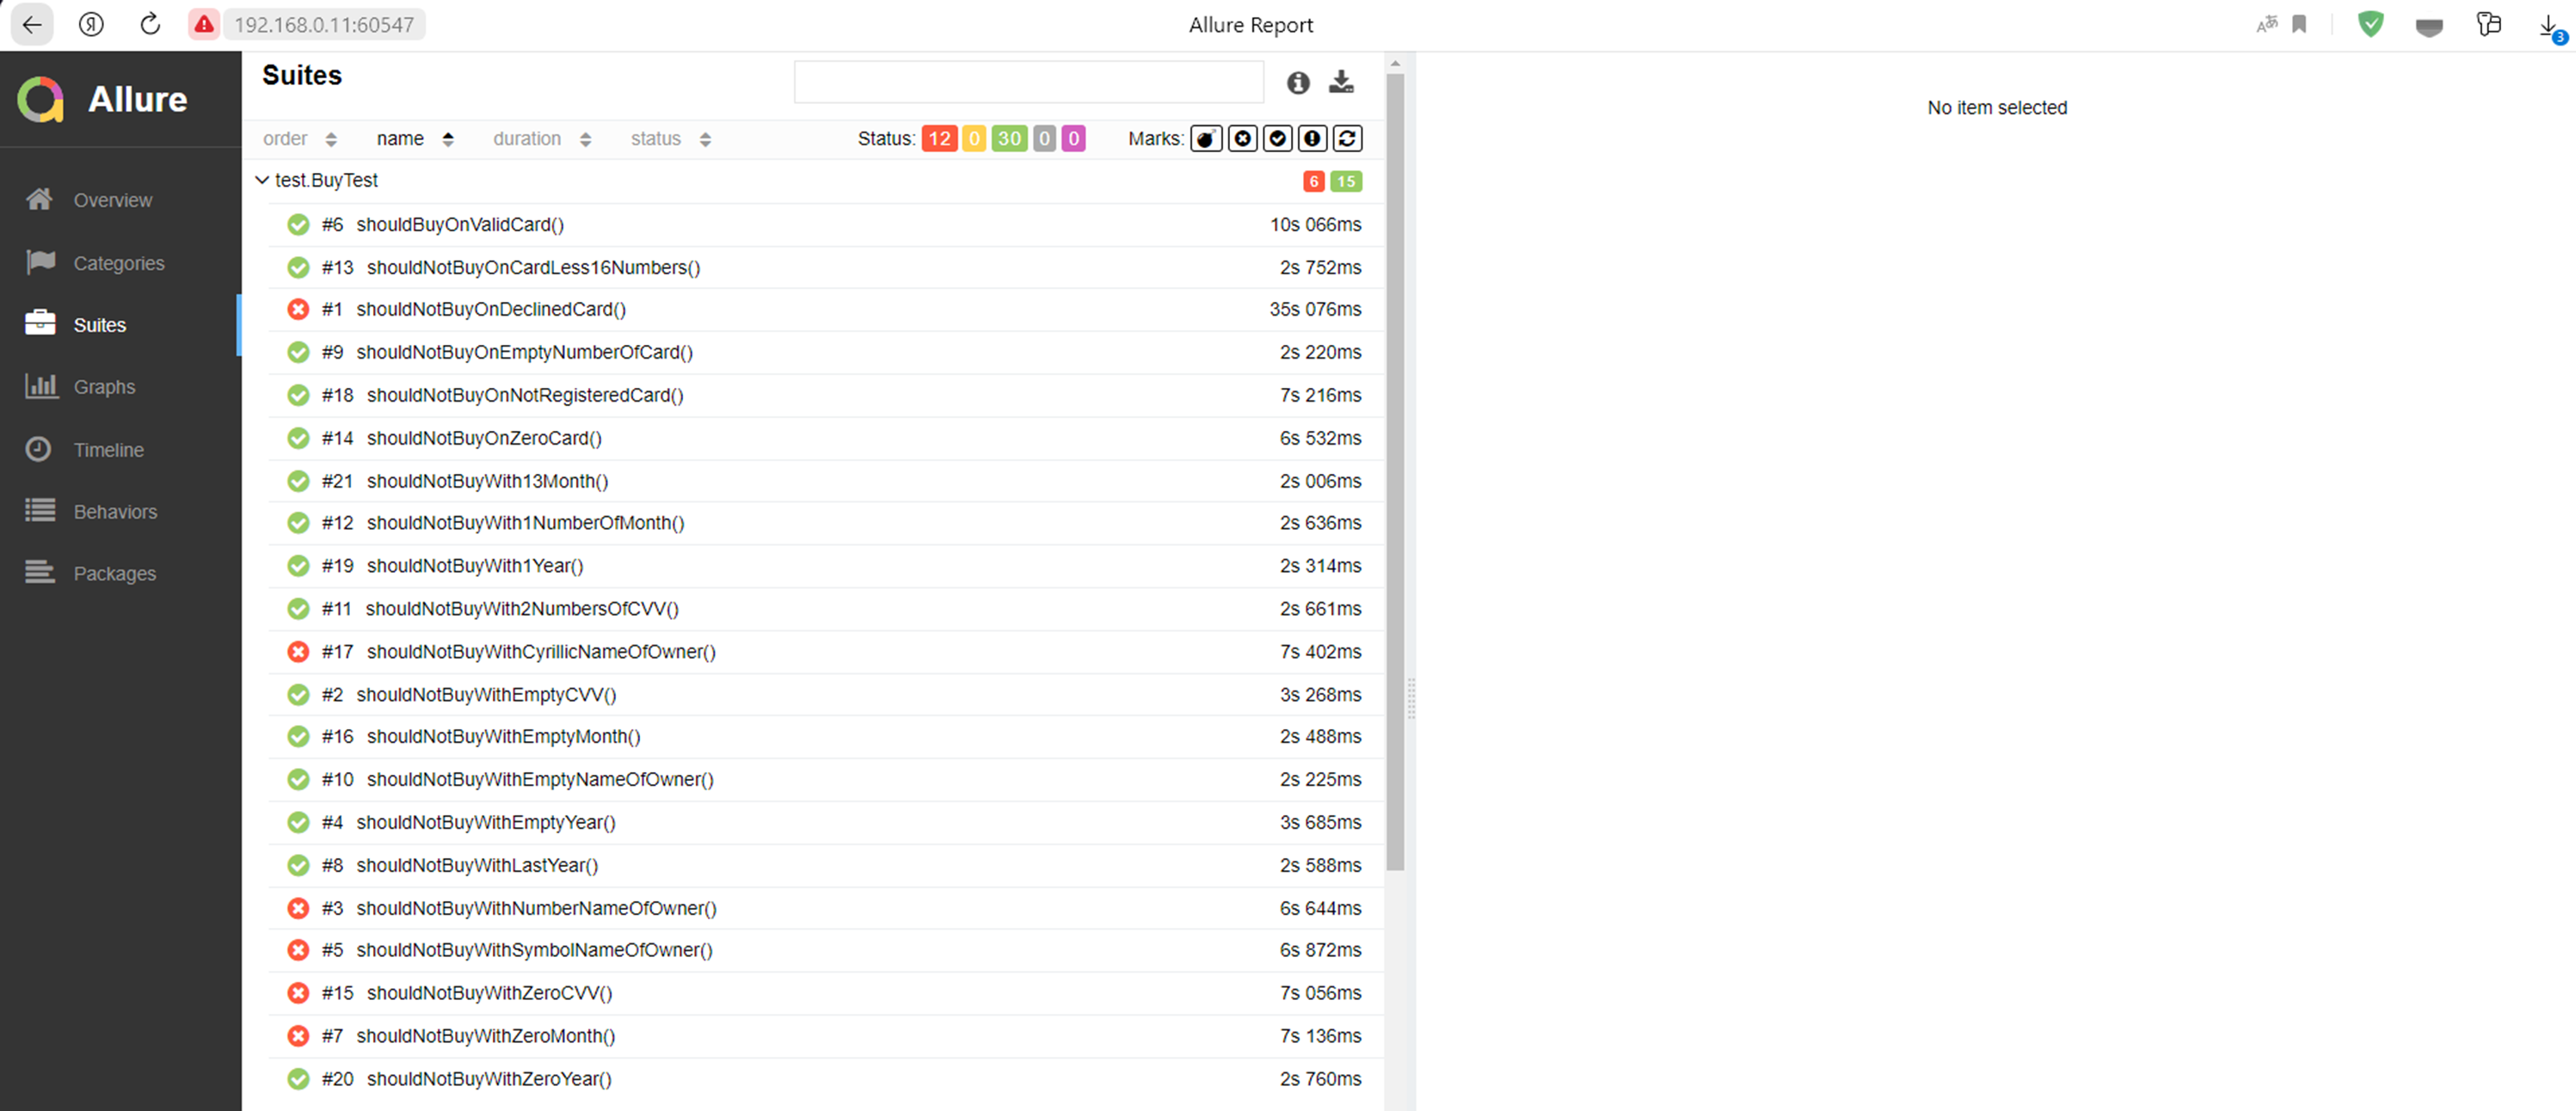 192.168.0.11:60547
Allure Report
3
Allure
Overview
Categories
Suites
Graphs
Timeline
Behaviors
Packages
Suites
order name duration status Status: 12 0 30 0 0 Marks:
test.BuyTest 6 15
#6 shouldBuyOnValidCard() 10s 066ms
#13 shouldNotBuyOnCardLess16Numbers() 2s 752ms
#1 shouldNotBuyOnDeclinedCard() 35s 076ms
#9 shouldNotBuyOnEmptyNumberOfCard() 2s 220ms
#18 shouldNotBuyOnNotRegisteredCard() 7s 216ms
#14 shouldNotBuyOnZeroCard() 6s 532ms
#21 shouldNotBuyWith13Month() 2s 006ms
#12 shouldNotBuyWith1NumberOfMonth() 2s 636ms
#19 shouldNotBuyWith1Year() 2s 314ms
#11 shouldNotBuyWith2NumbersOfCVV() 2s 661ms
#17 shouldNotBuyWithCyrillicNameOfOwner() 7s 402ms
#2 shouldNotBuyWithEmptyCVV() 3s 268ms
#16 shouldNotBuyWithEmptyMonth() 2s 488ms
#10 shouldNotBuyWithEmptyNameOfOwner() 2s 225ms
#4 shouldNotBuyWithEmptyYear() 3s 685ms
#8 shouldNotBuyWithLastYear() 2s 588ms
#3 shouldNotBuyWithNumberNameOfOwner() 6s 644ms
#5 shouldNotBuyWithSymbolNameOfOwner() 6s 872ms
#15 shouldNotBuyWithZeroCVV() 7s 056ms
#7 shouldNotBuyWithZeroMonth() 7s 136ms
#20 shouldNotBuyWithZeroYear() 2s 760ms
No item selected